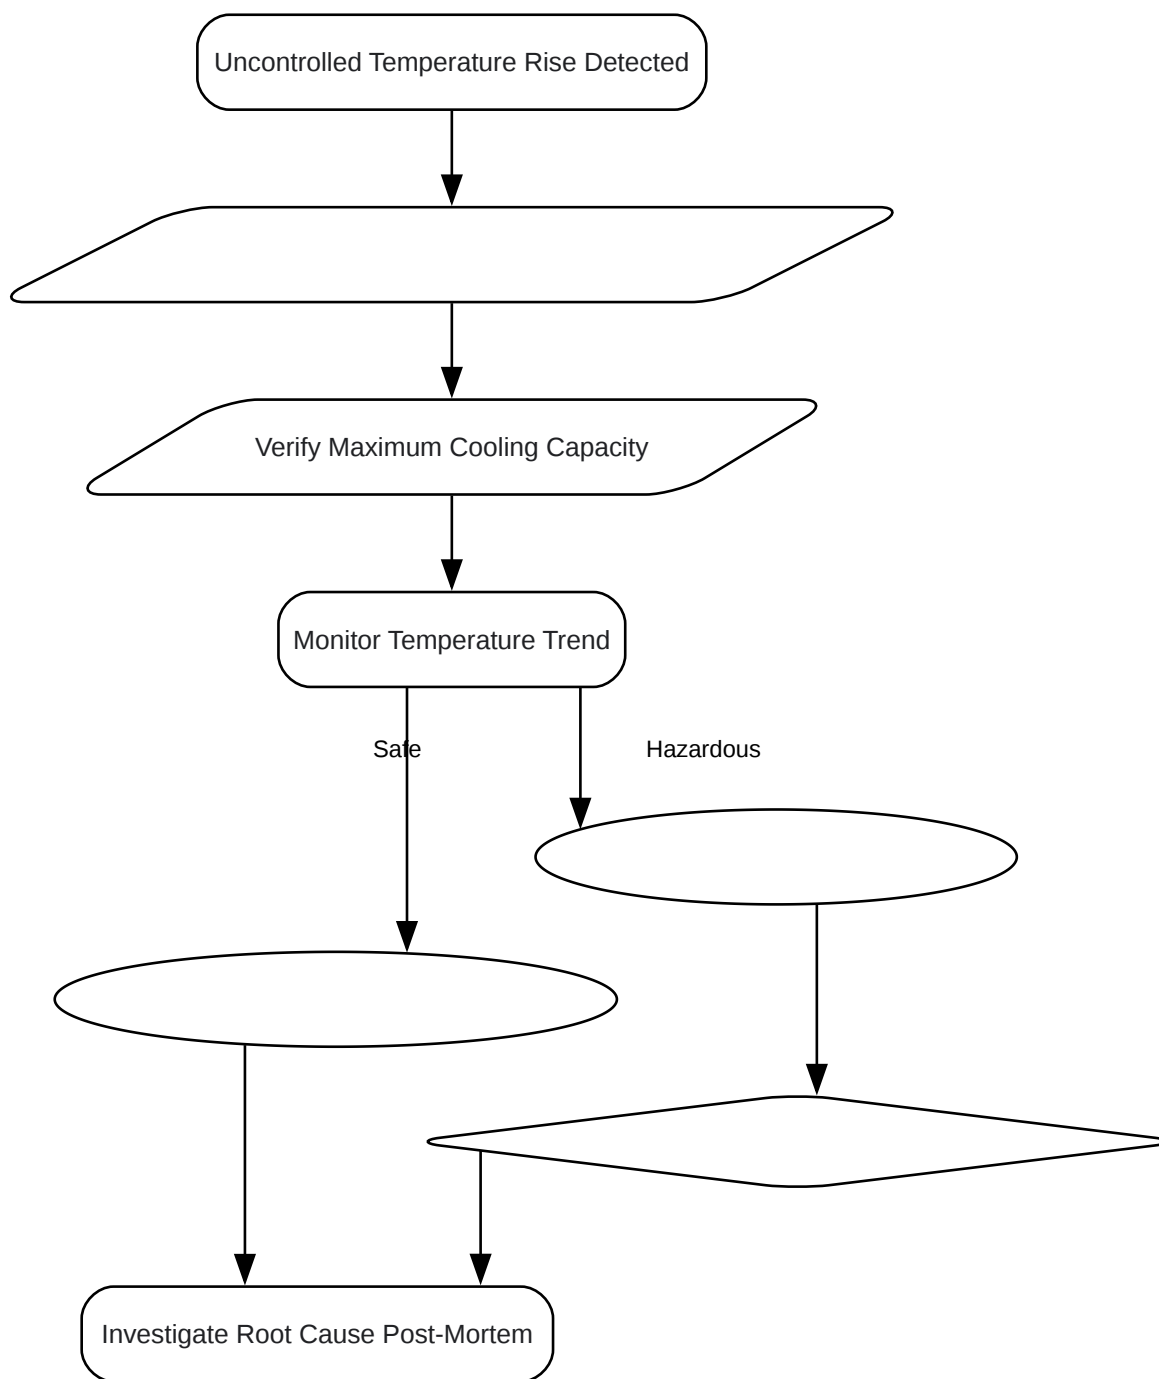 Uncontrolled Temperature Rise Detected
Verify Maximum Cooling Capacity
Monitor Temperature Trend
Safe
Hazardous
Investigate Root Cause Post-Mortem